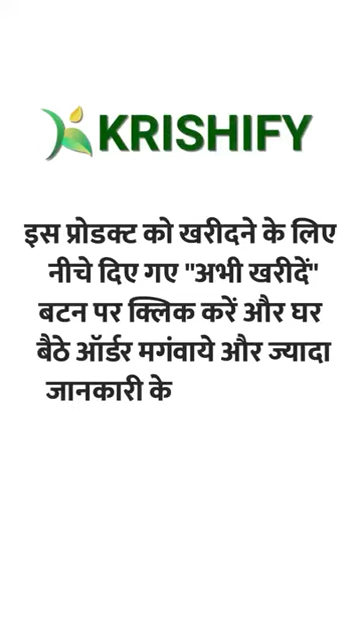 KRISHIFY
इस प्रोडक्ट को खरीदने के लिए
नीचे दिए गए "अभी खरीदें"
बटन पर क्लिक करें और घर
बैठे ऑर्डर मगंवाये और ज्यादा
जानकारी के